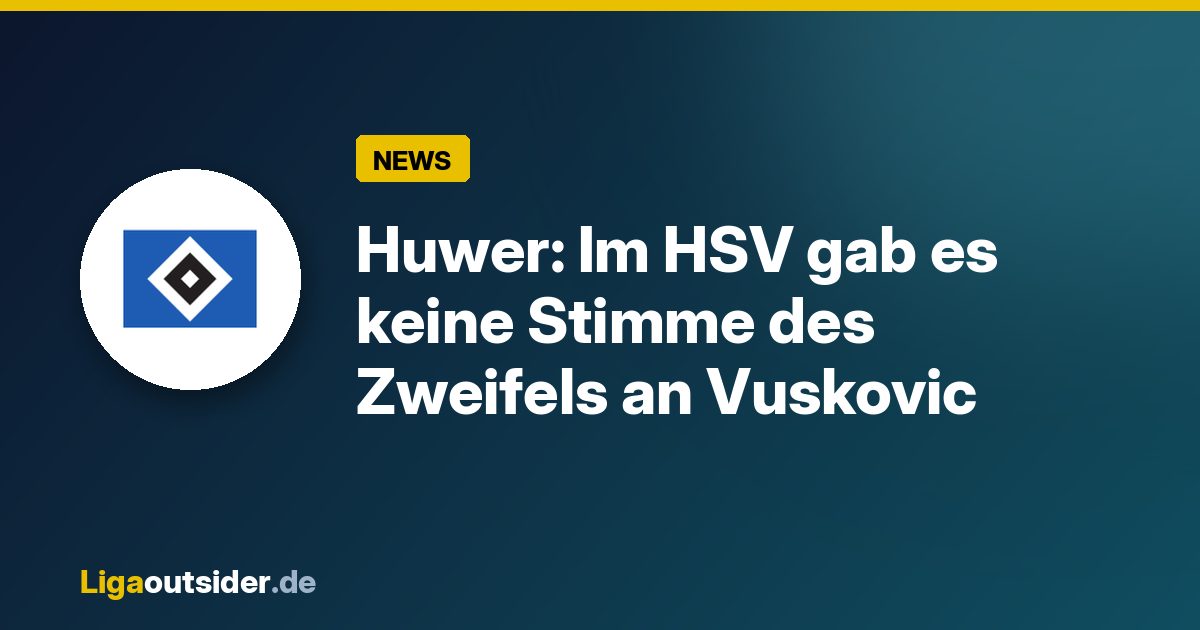 NEWS
Huwer: Im HSV gab es
keine Stimme des
Zweifels an Vuskovic
Ligaoutsider.de